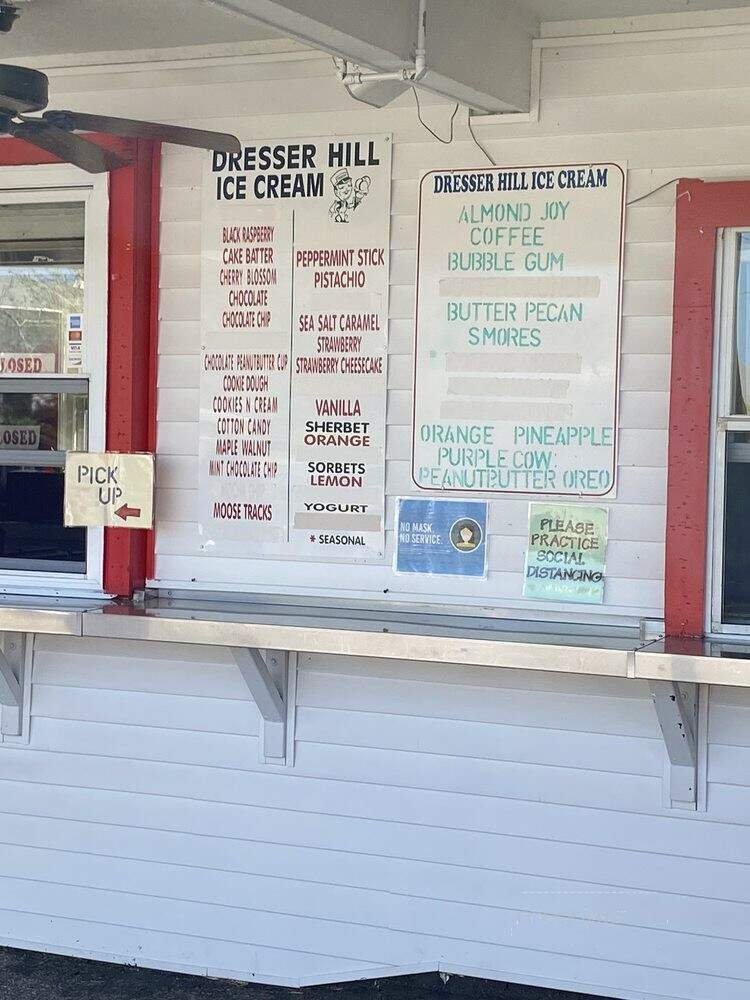 LOSED
LOSED
PICK
UP
DRESSER HILL
ICE CREAM
BLACK RASPBERRY
CAKE BATTER
CHERRY BLOSSOM
CHOCOLATE
CHOCOLATE CHIP
CHOCOLATE PEANUTBUTTER CUP
COOKIE DOUGH
COOKIES N CREAM
COTTON CANDY
MAPLE WALNUT
MINT CHOCOLATE CHIP
MOOSE TRACKS
PEPPERMINT STICK
PISTACHIO
SEA SALT CARAMEL
STRAWBERRY
STRAWBERRY CHEESECAKE
VANILLA
SHERBET
ORANGE
SORBETS
LEMON
YOGURT
* SEASONAL
DRESSER HILL ICE CREAM
ALMOND JOY
COFFEE
BUBBLE GUM
BUTTER PECAN
SMORES
ORANGE PINEAPPLE
PURPLE COW
PEANUTBUTTER OREO
NO MASK.
NO SERVICE.
PLEASE
PRACTICE
SOCIAL
DISTANCING